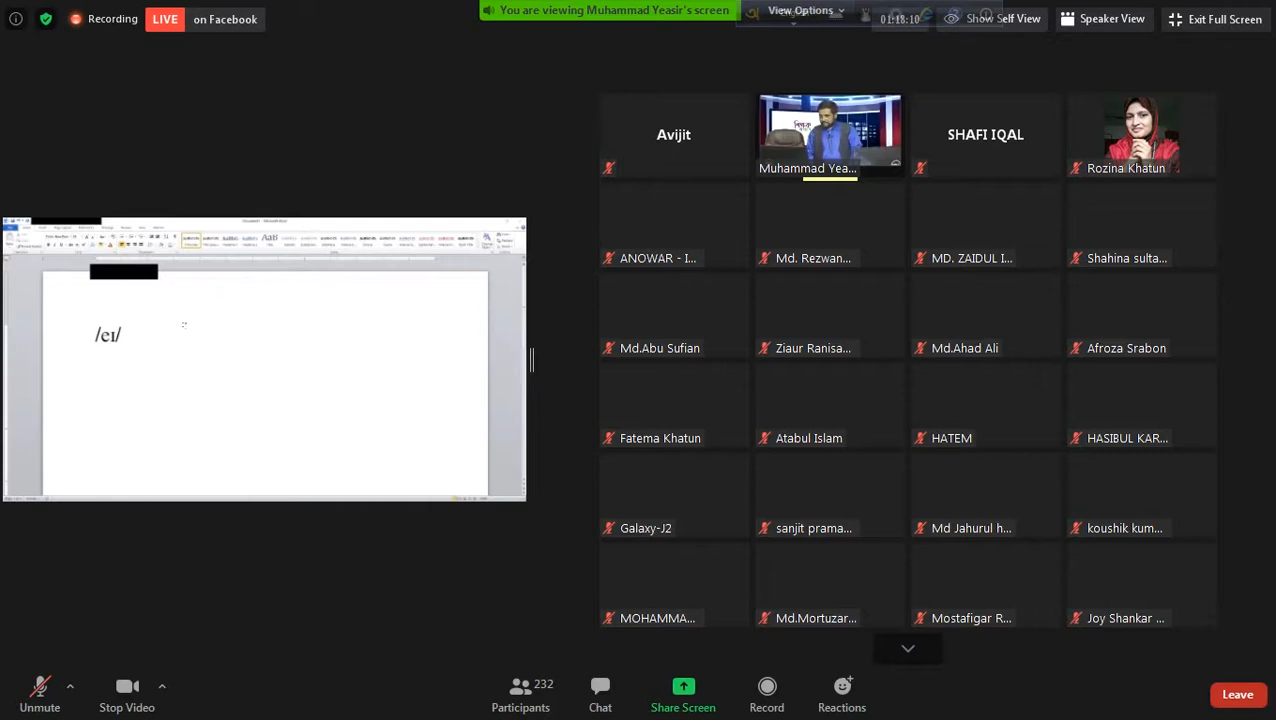 Recording
LIVE on Facebook
You are viewing Muhammad Yeasir's screen
View Options
01:18:10
Show Self View
Speaker View
Exit Full Screen
Avijit
Muhammad Yea...
SHAFI IQAL
Rozina Khatun
ANOWAR - I...
Md. Rezwan...
MD. ZAIDUL I...
Shahina sulta...
/eɪ/
Md.Abu Sufian
Ziaur Ranisa...
Md.Ahad Ali
Afroza Srabon
Fatema Khatun
Atabul Islam
HATEM
HASIBUL KAR...
Galaxy-J2
sanjit prama...
Md Jahurul h...
koushik kum...
MOHAMMA...
Md.Mortuzar...
Mostafigar R...
Joy Shankar ...
232
Unmute
Stop Video
Participants
Chat
Share Screen
Record
Reactions
Leave